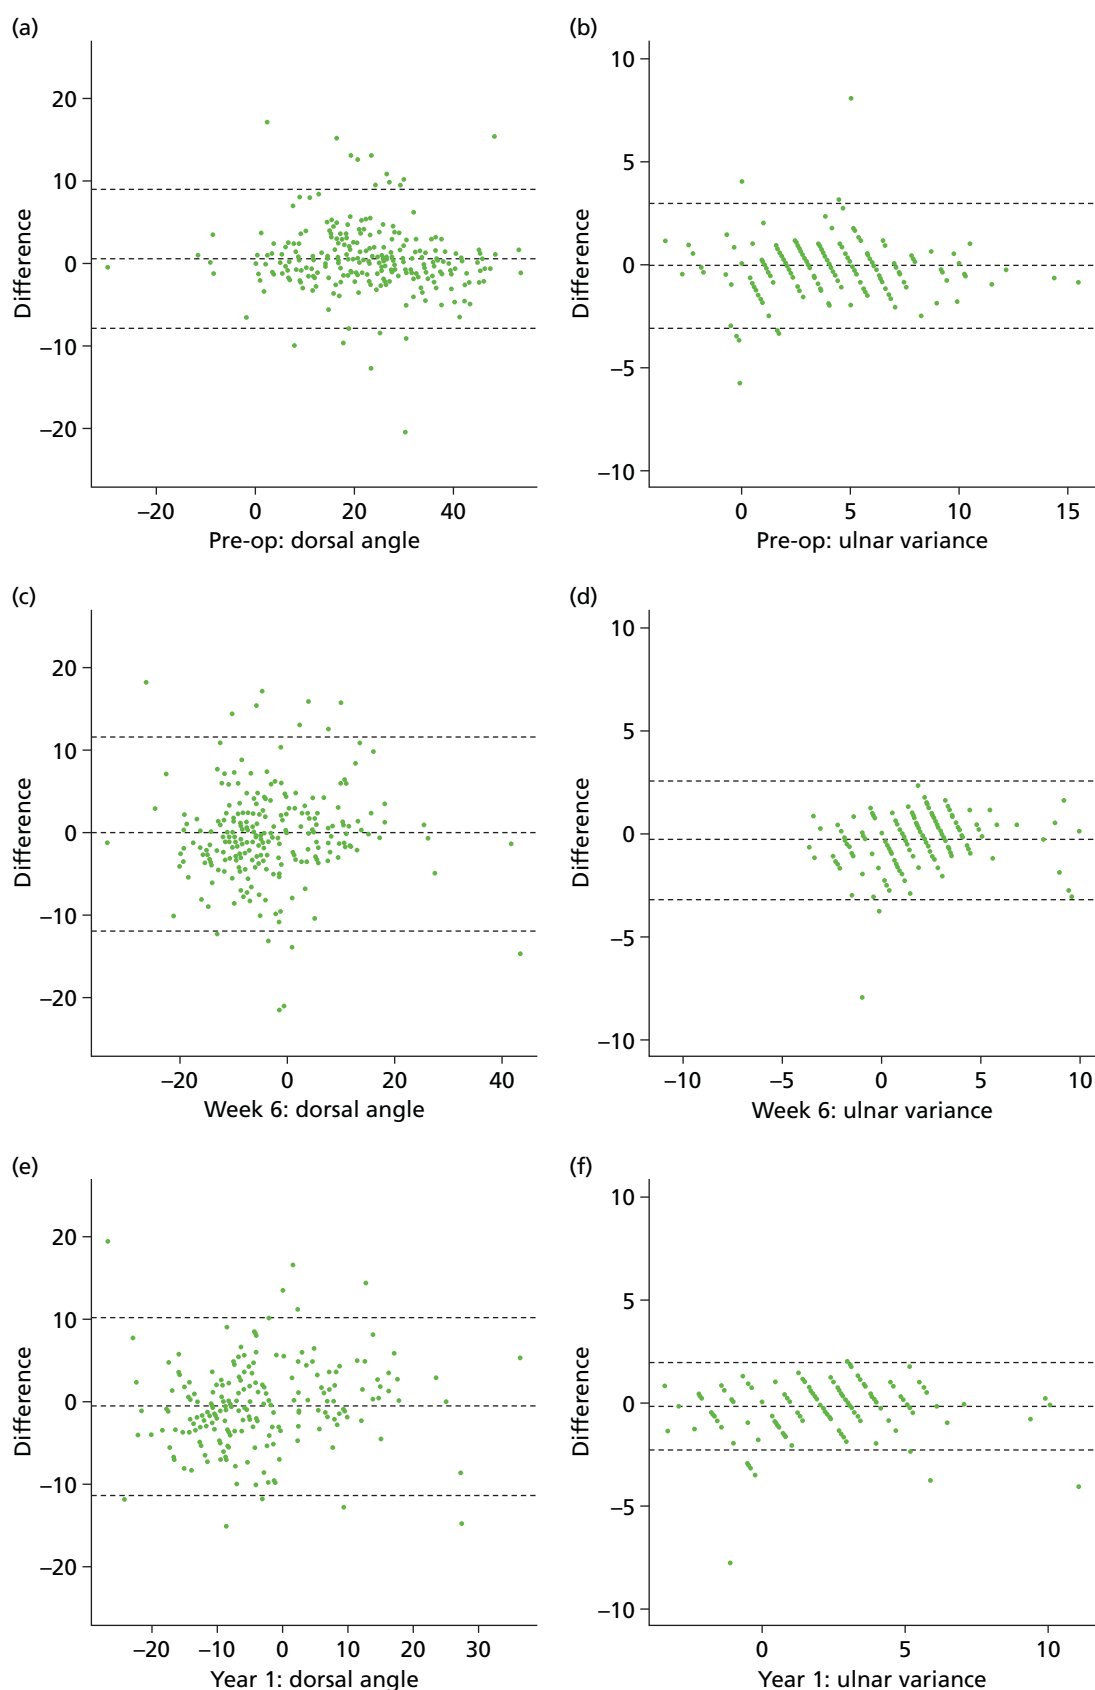 (a)
20
10
0
−10
−20
Difference
−20 0 20 40
Pre-op: dorsal angle
(b)
10
5
0
−5
−10
Difference
0 5 10 15
Pre-op: ulnar variance
(c)
20
10
0
−10
−20
Difference
−20 0 20 40
Week 6: dorsal angle
(d)
10
5
0
−5
−10
Difference
−10 −5 0 5 10
Week 6: ulnar variance
(e)
20
10
0
−10
−20
Difference
−20 −10 0 10 20 30
Year 1: dorsal angle
(f)
10
5
0
−5
−10
Difference
0 5 10
Year 1: ulnar variance